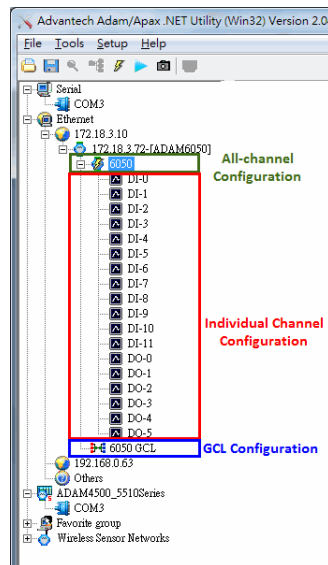 Advantech Adam/Apax .NET Utility (Win32) Version 2.0
File Tools Setup Help
Serial
COM3
Ethernet
172.18.3.10
172.18.3.72-[ADAM6050]
6050
All-channel
Configuration
DI-0
DI-1
DI-2
DI-3
DI-4
DI-5
DI-6
DI-7
DI-8
DI-9
Individual Channel
Configuration
DI-10
DI-11
DO-0
DO-1
DO-2
DO-3
DO-4
DO-5
6050 GCL
GCL Configuration
192.168.0.63
Others
ADAM4500_5510Series
COM3
Favorite group
Wireless Sensor Networks